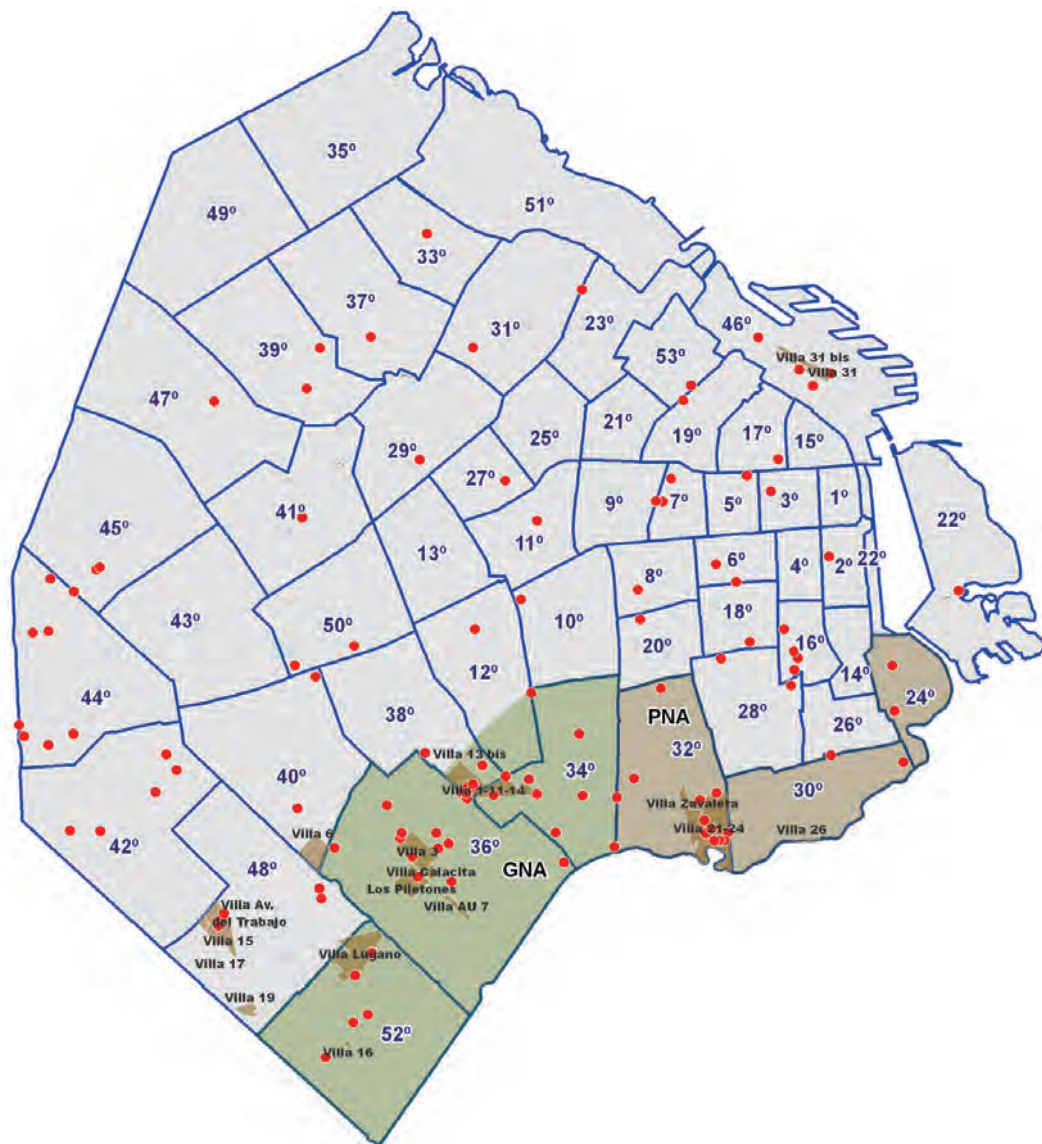 35º
49º
51º
33º
37º
31º
23º
46º
39º
53º
Villa 31 bis
Villa 31
47º
29º
25º
21º
19º
17º
15º
27º
9º
7º
5º
3º
1º
22º
41º
45º
13º
11º
8º
6º
4º
2º
22º
43º
50º
10º
18º
20º
16º
12º
14º
44º
38º
28º
24º
PNA
26º
32º
34º
Villa 13 bis
40º
Villa 1-11-14
30º
Villa Zavalera
Villa 21-24
Villa 26
Villa 6
42º
48º
Villa 3
36º
GNA
Villa Calacita
Los Piletones
Villa AU 7
Villa Av.
del Trabajo
Villa 15
Villa 17
Villa Lugano
Villa 19
52º
Villa 16